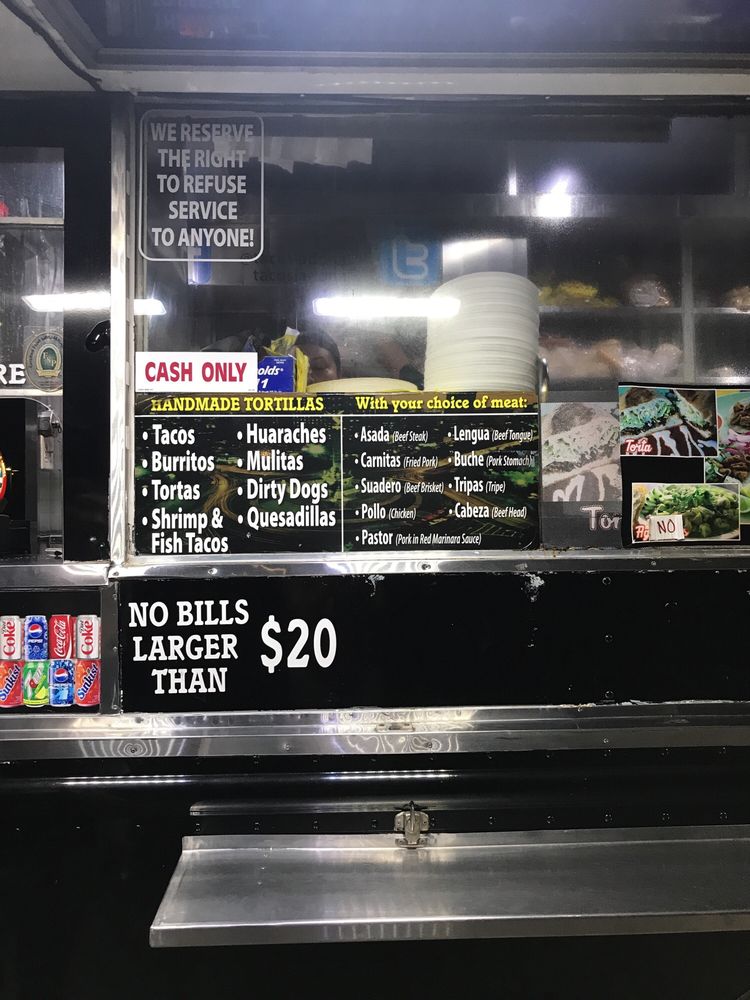 WE RESERVE
THE RIGHT
TO REFUSE
SERVICE
TO ANYONE!
CASH ONLY
HANDMADE TORTILLAS
• Tacos
• Burritos
• Tortas
• Shrimp &
Fish Tacos
• Huaraches
• Mulitas
• Dirty Dogs
• Quesadillas
With your choice of meat:
• Asada (Beef Steak)
• Carnitas (Fried Pork)
• Suadero (Beef Brisket)
• Pollo (Chicken)
• Pastor (Pork in Red Marinara Sauce)
• Lengua (Beef Tongue)
• Buche (Pork Stomach)
• Tripas (Tripe)
• Cabeza (Beef Head)
Torta
NO
NO BILLS
LARGER
THAN
$20
Coke
PEPSI
Coca-Cola
Coke
Sunkist
Sunkist